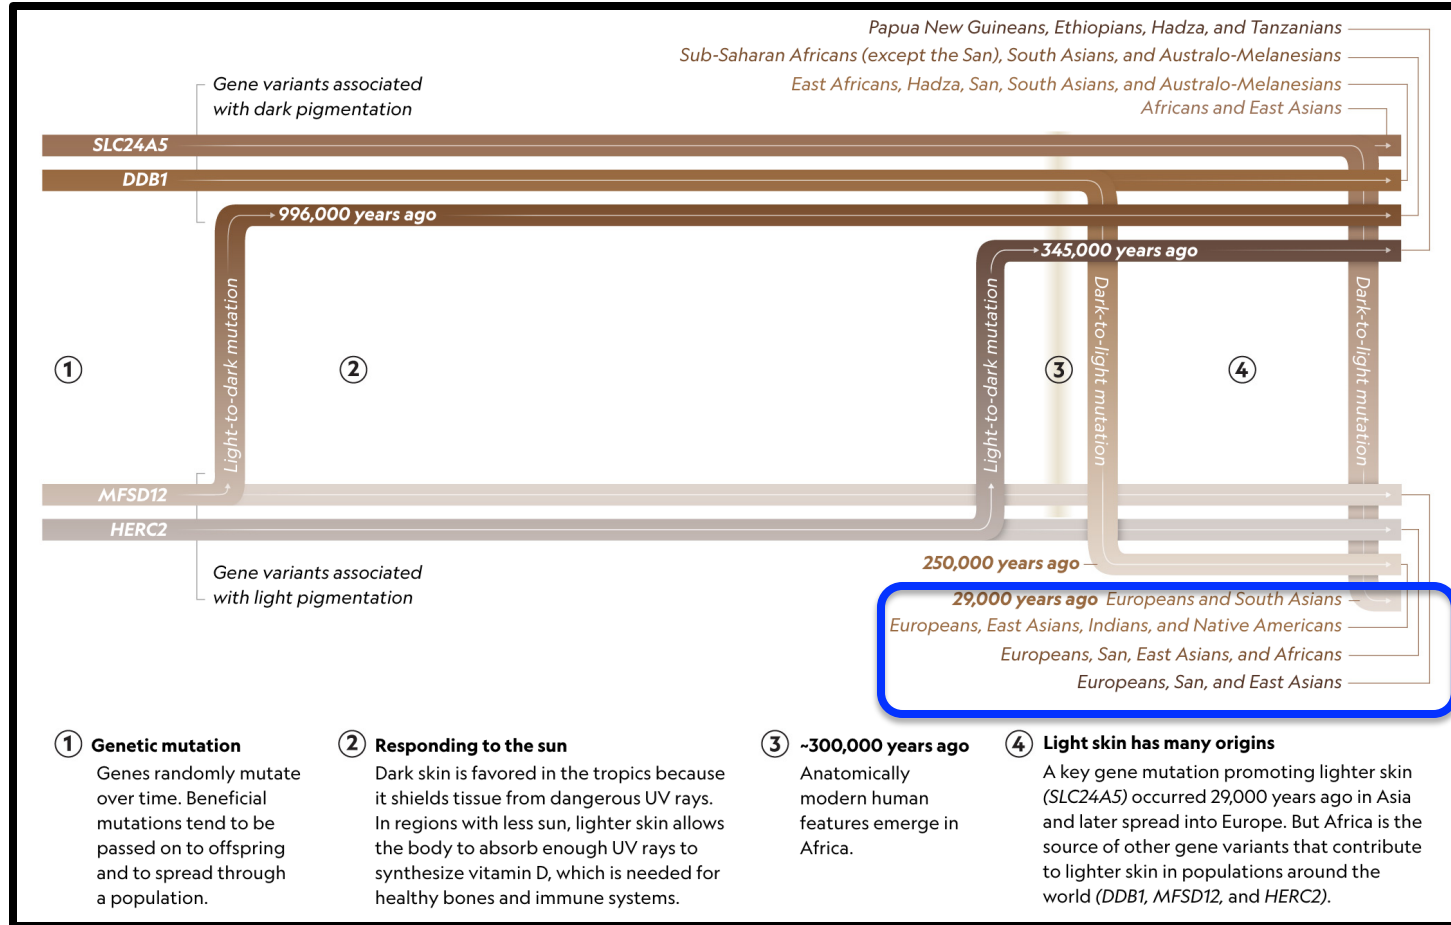 Papua New Guineans, Ethiopians, Hadza, and Tanzanians
Sub-Saharan Africans (except the San), South Asians, and Australo-Melanesians
East Africans, Hadza, San, South Asians, and Australo-Melanesians
Africans and East Asians
Gene variants associated
with dark pigmentation
SLC24A5
DDB1
996,000 years ago
345,000 years ago
Light-to-dark mutation
Light-to-dark mutation
Dark-to-light mutation
Dark-to-light mutation
1
2
3
4
MFSD12
HERC2
Gene variants associated
with light pigmentation
250,000 years ago
29,000 years ago Europeans and South Asians
Europeans, East Asians, Indians, and Native Americans
Europeans, San, East Asians, and Africans
Europeans, San, and East Asians
1 Genetic mutation
Genes randomly mutate
over time. Beneficial
mutations tend to be
passed on to offspring
and to spread through
a population.
2 Responding to the sun
Dark skin is favored in the tropics because
it shields tissue from dangerous UV rays.
In regions with less sun, lighter skin allows
the body to absorb enough UV rays to
synthesize vitamin D, which is needed for
healthy bones and immune systems.
3 ~300,000 years ago
Anatomically
modern human
features emerge in
Africa.
4 Light skin has many origins
A key gene mutation promoting lighter skin
(SLC24A5) occurred 29,000 years ago in Asia
and later spread into Europe. But Africa is the
source of other gene variants that contribute
to lighter skin in populations around the
world (DDB1, MFSD12, and HERC2).